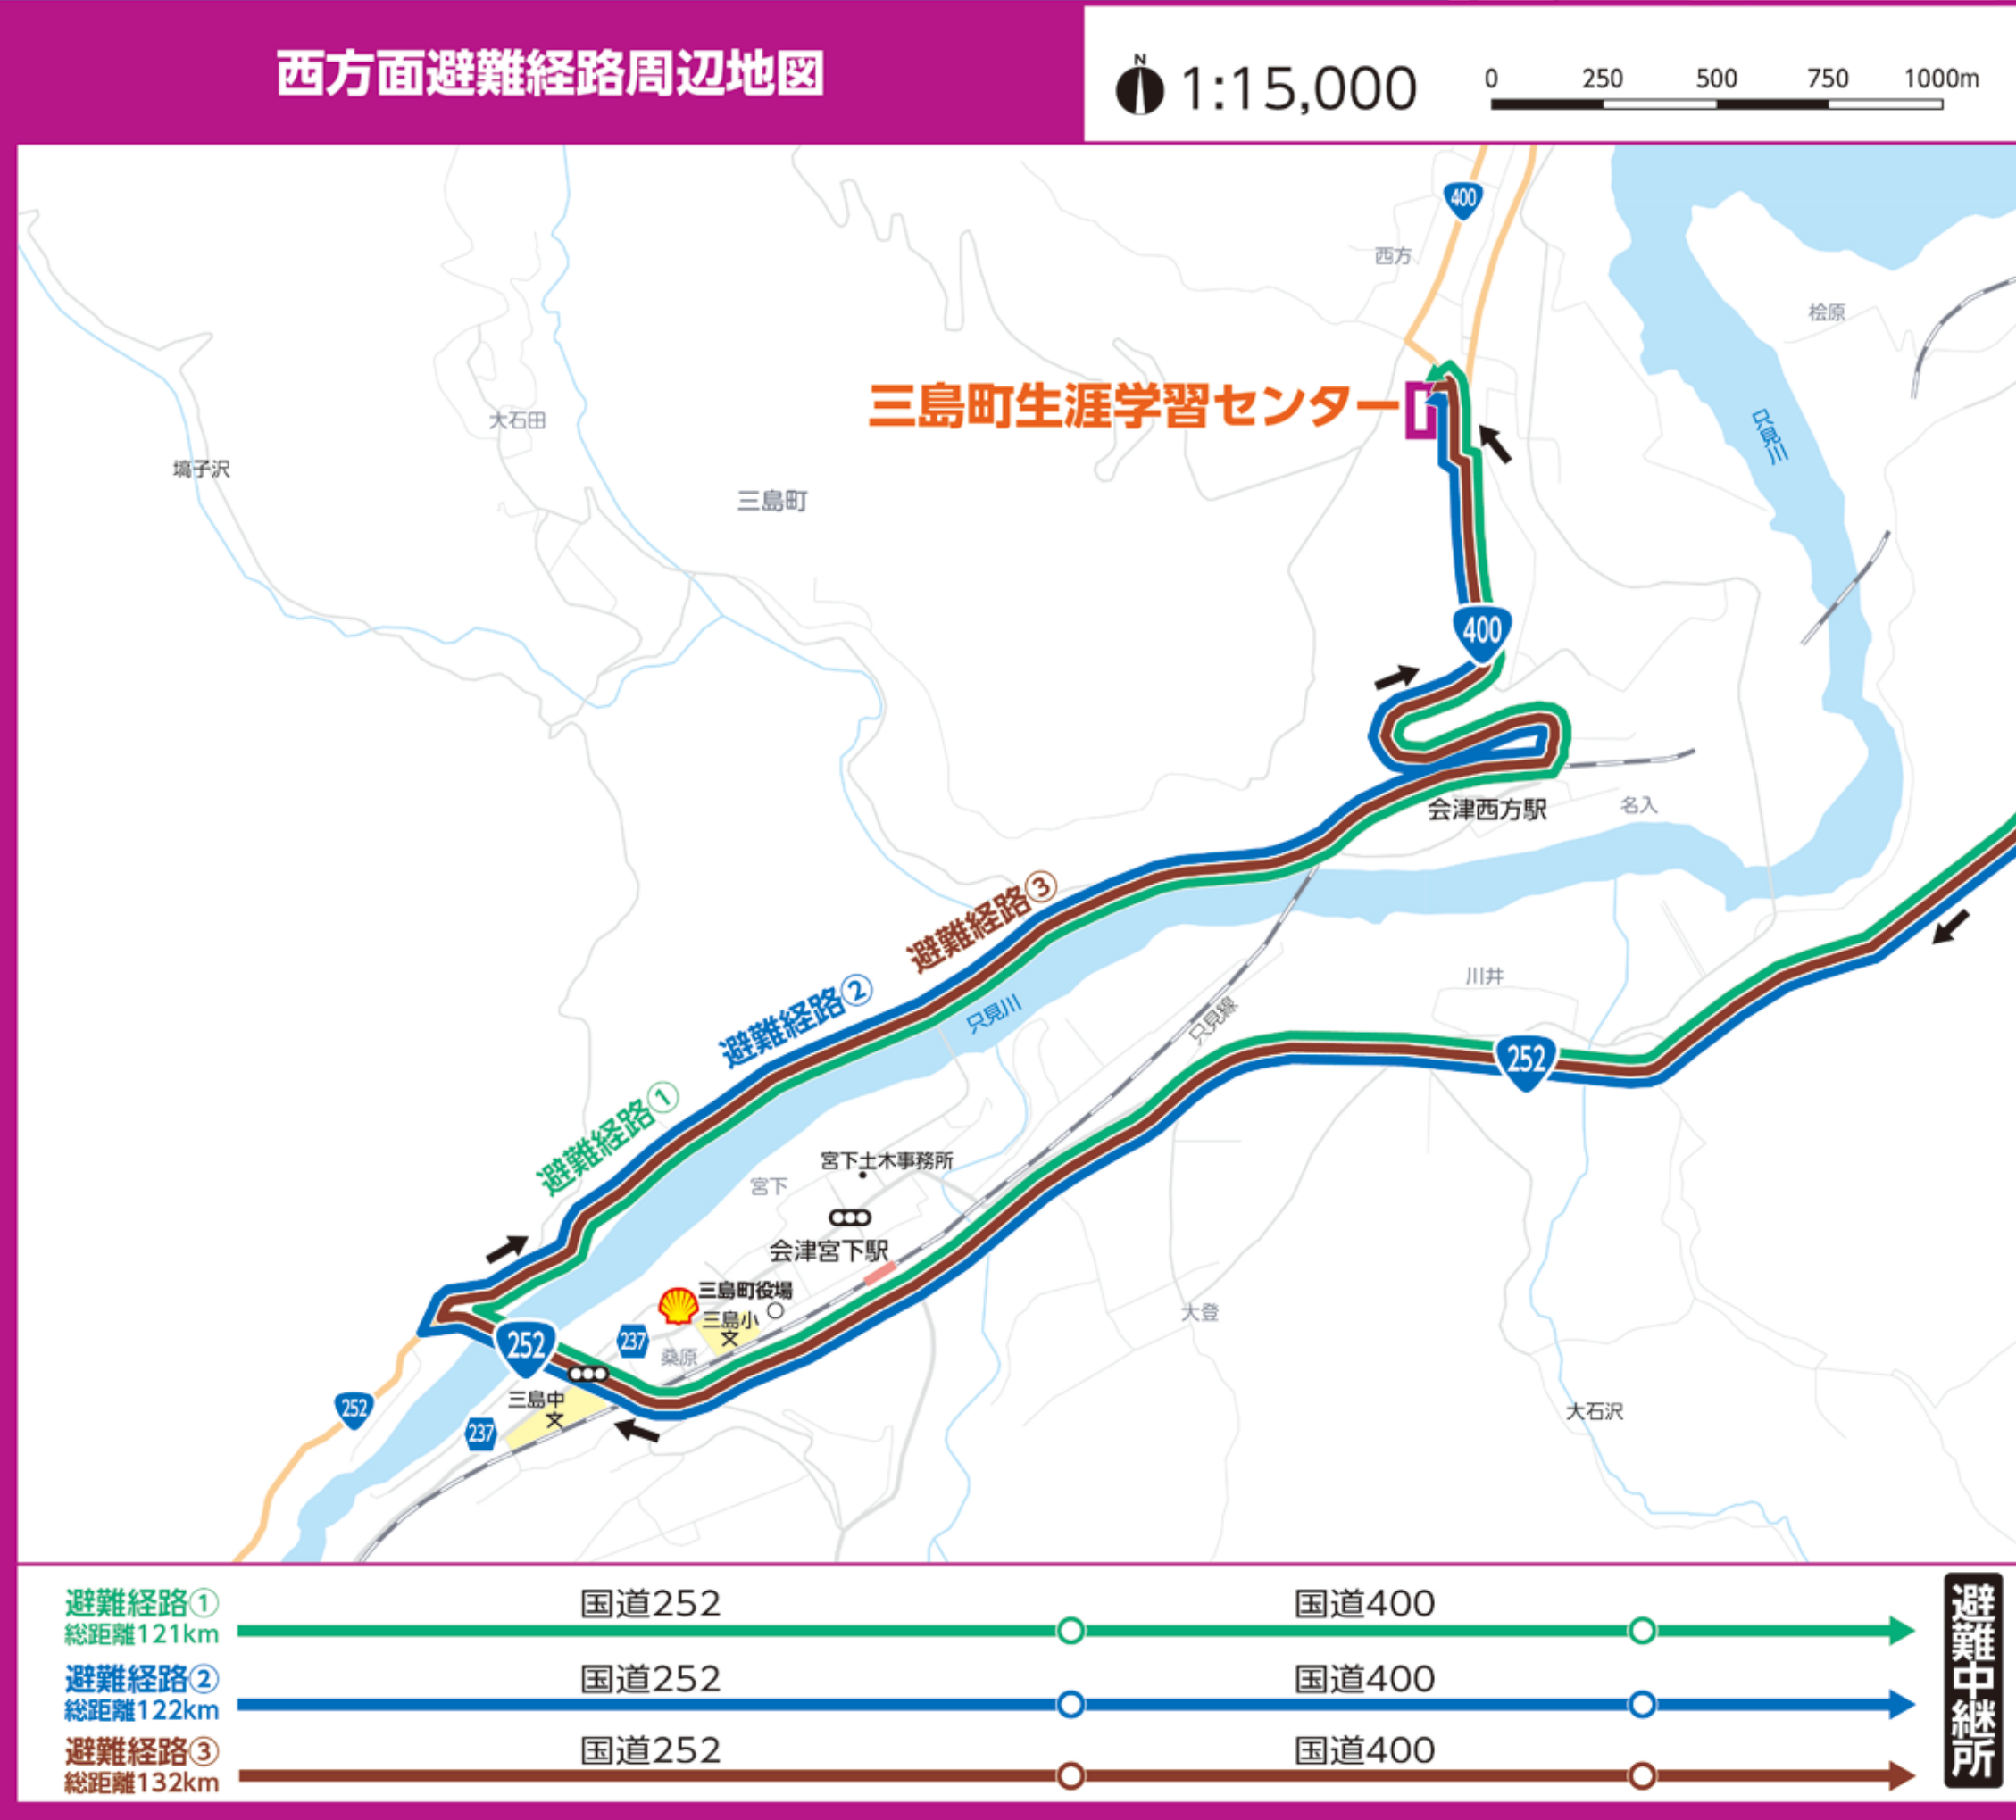 西方面避難経路周辺地図
N
1:15,000
0 250 500 750 1000m
400
西方
桧原
三島町生涯学習センター
只見川
大石田
塙子沢
三島町
400
会津西方駅
名入
避難経路③
避難経路②
只見川
川井
只見線
252
避難経路①
宮下土木事務所
宮下
会津宮下駅
三島町役場
三島小
文
大登
252
237
桑原
三島中
文
252
237
大石沢
避難経路①
総距離121km
国道252
国道400
避難経路②
総距離122km
国道252
国道400
避難経路③
総距離132km
国道252
国道400
避難中継所